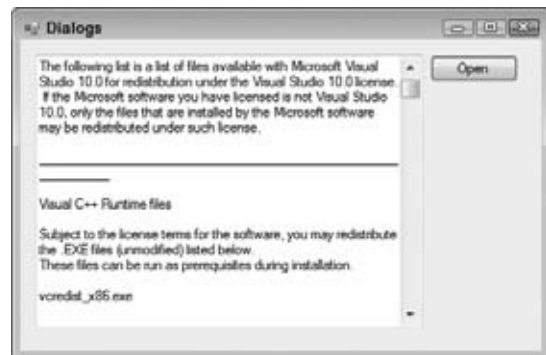 Dialogs
The following list is a list of files available with Microsoft Visual
Studio 10.0 for redistribution under the Visual Studio 10.0 license.
If the Microsoft software you have licensed is not Visual Studio
10.0, only the files that are installed by the Microsoft software
may be redistributed under such license.
Open
Visual C++ Runtime files
Subject to the license terms for the software, you may redistribute
the .EXE files (unmodified) listed below.
These files can be run as prerequisites during installation.
vcredist_x86.exe